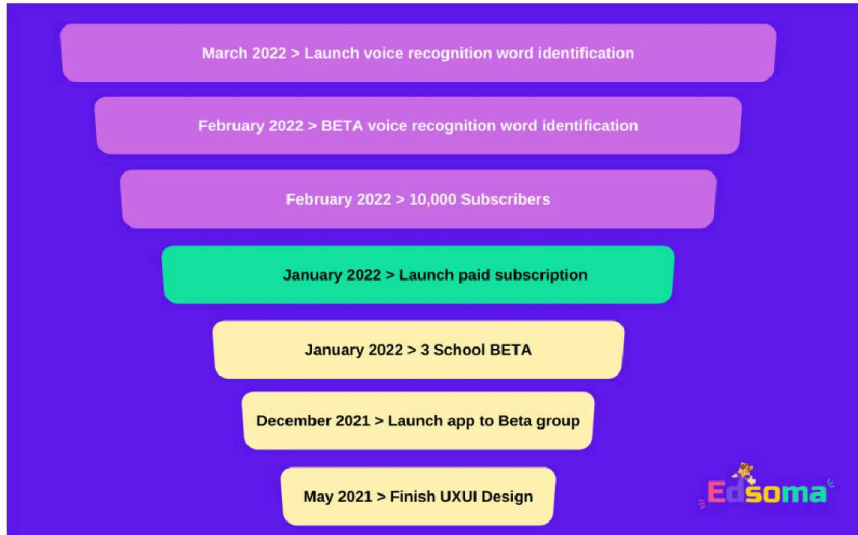 March 2022 > Launch voice recognition word identification
February 2022 > BETA voice recognition word identification
February 2022 > 10,000 Subscribers
January 2022 > Launch paid subscription
January 2022 > 3 School BETA
December 2021 > Launch app to Beta group
May 2021 > Finish UXUI Design
Edsoma